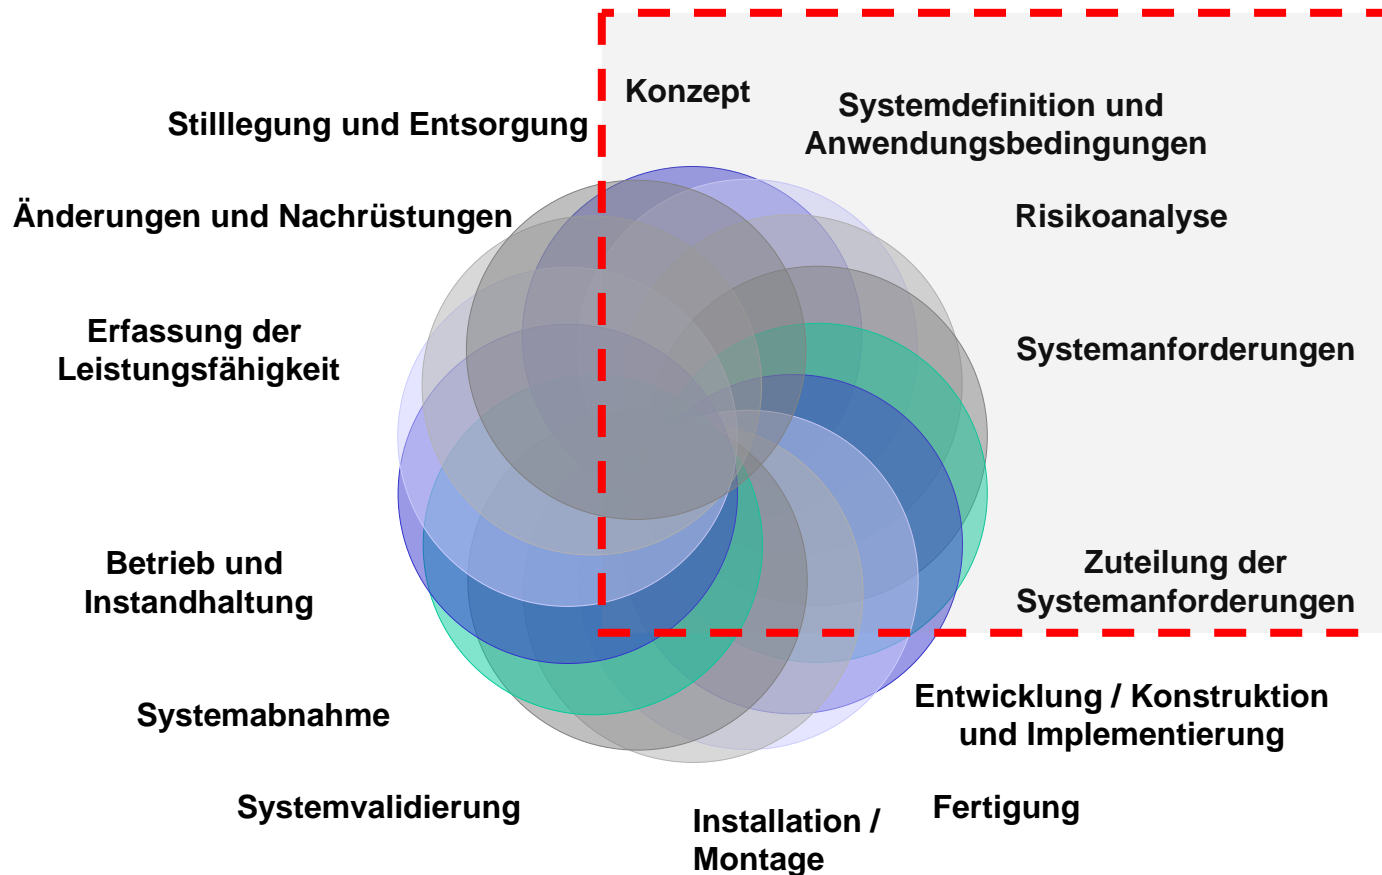 Konzept
Systemdefinition und
Anwendungsbedingungen
Risikoanalyse
Systemanforderungen
Zuteilung der
Systemanforderungen
Entwicklung / Konstruktion
und Implementierung
Fertigung
Installation /
Montage
Systemvalidierung
Systemabnahme
Betrieb und
Instandhaltung
Erfassung der
Leistungsfähigkeit
Änderungen und Nachrüstungen
Stilllegung und Entsorgung